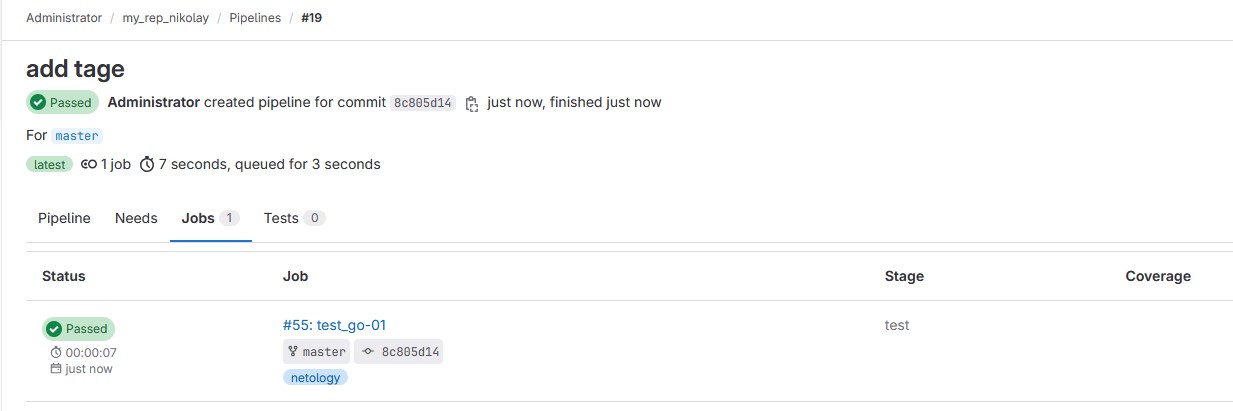 Administrator / my_rep_nikolay / Pipelines / #19
add tage
Passed Administrator created pipeline for commit 8c805d14 just now, finished just now
For master
latest 1 job 7 seconds, queued for 3 seconds
Pipeline Needs Jobs 1 Tests 0
Status Job Stage Coverage
Passed #55: test_go-01 test
00:00:07 master 8c805d14
just now netology